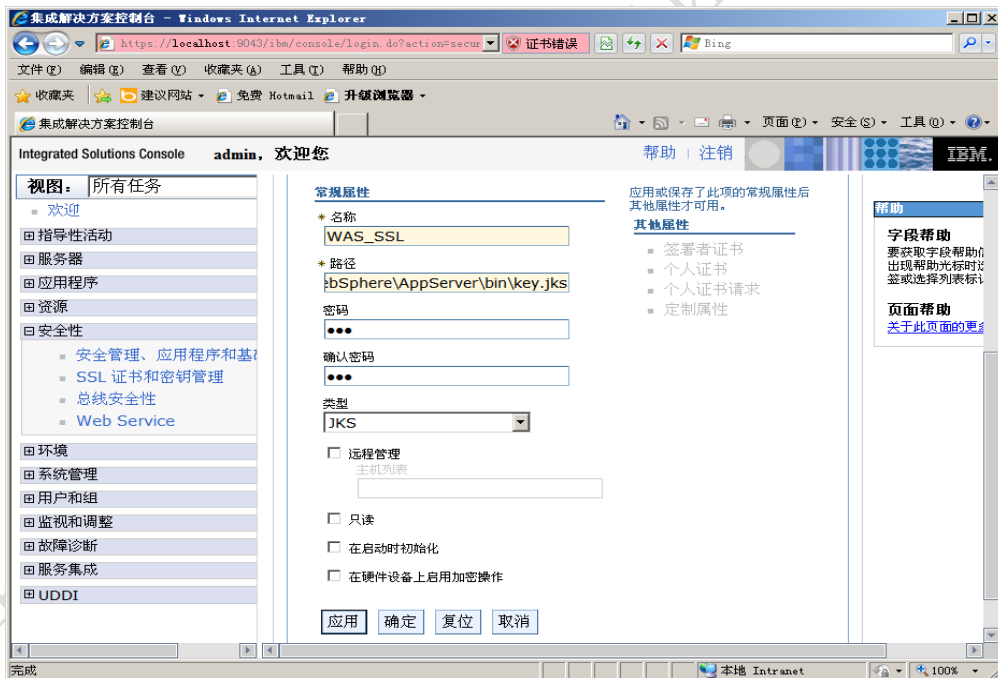 集成解决方案控制台 - Windows Internet Explorer
https://localhost:9043/ibm/console/login.do?action=secur 证书错误 Bing
文件(F) 编辑(E) 查看(V) 收藏夹(A) 工具(T) 帮助(H)
收藏夹 建议网站 免费 Hotmail 升级浏览器
集成解决方案控制台 页面(P) 安全(S) 工具(O)
Integrated Solutions Console admin，欢迎您 帮助 | 注销 IBM.
视图： 所有任务
欢迎
指导性活动
服务器
应用程序
资源
安全性
安全管理、应用程序和基
SSL 证书和密钥管理
总线安全性
Web Service
环境
系统管理
用户和组
监视和调整
故障诊断
服务集成
UDDI
常规属性
* 名称
WAS_SSL
* 路径
ebSphere\AppServer\bin\key.jks
密码
●●●
确认密码
●●●
类型
JKS
远程管理
主机列表
只读
在启动时初始化
在硬件设备上启用加密操作
应用 确定 复位 取消
应用或保存了此项的常规属性后
其他属性才可用。
其他属性
签署者证书
个人证书
个人证书请求
定制属性
帮助
字段帮助
要获取字段帮助
出现帮助光标时
签或选择列表标
页面帮助
关于此页面的更多
完成 本地 Intranet 100%